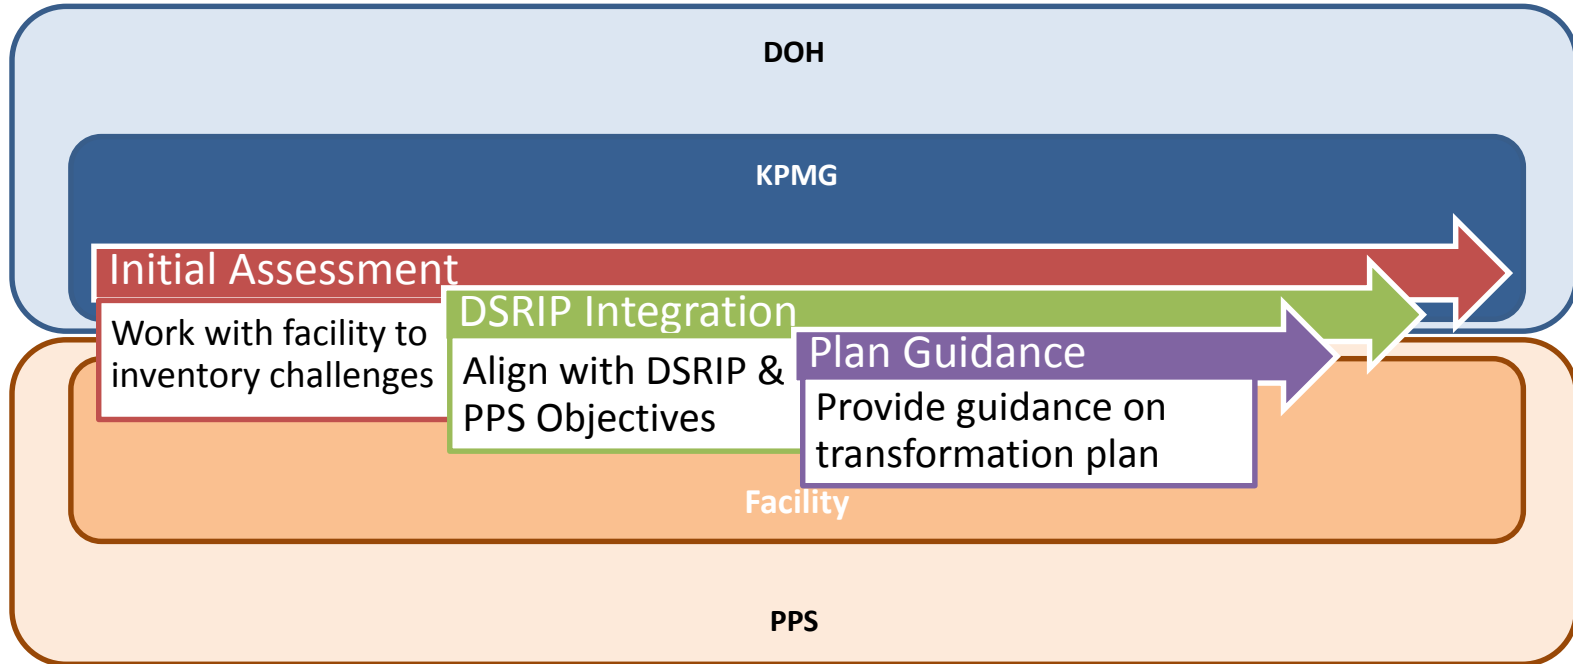 DOH
KPMG
Initial Assessment
Work with facility to
inventory challenges
DSRIP Integration
Align with DSRIP &
PPS Objectives
Plan Guidance
Provide guidance on
transformation plan
Facility
PPS